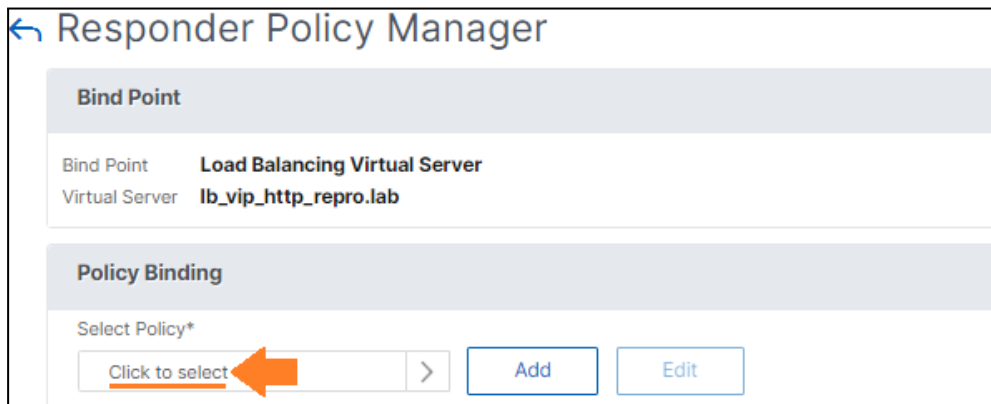 Responder Policy Manager
Bind Point
Bind Point Load Balancing Virtual Server
Virtual Server lb_vip_http_repro.lab
Policy Binding
Select Policy*
Click to select > Add Edit